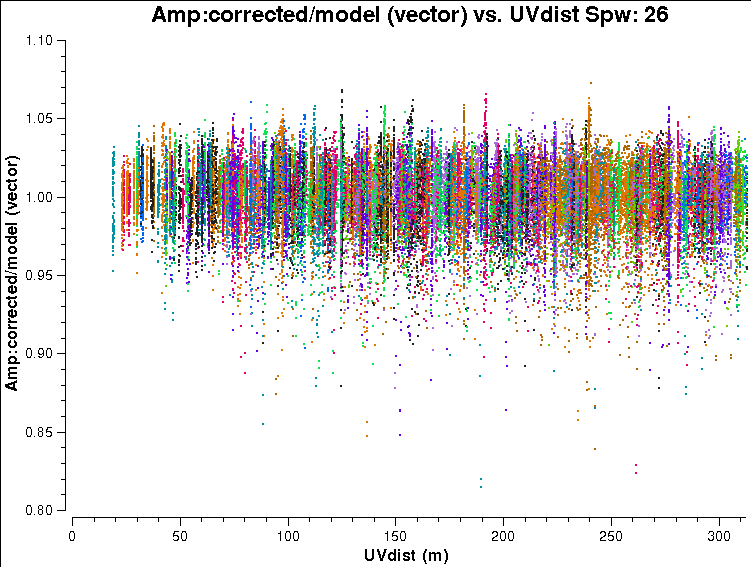 Amp:corrected/model (vector) vs. UVdist Spw: 26
Amp:corrected/model (vector)
1.10
1.05
1.00
0.95
0.90
0.85
0.80
0 50 100 150 200 250 300
UVdist (m)